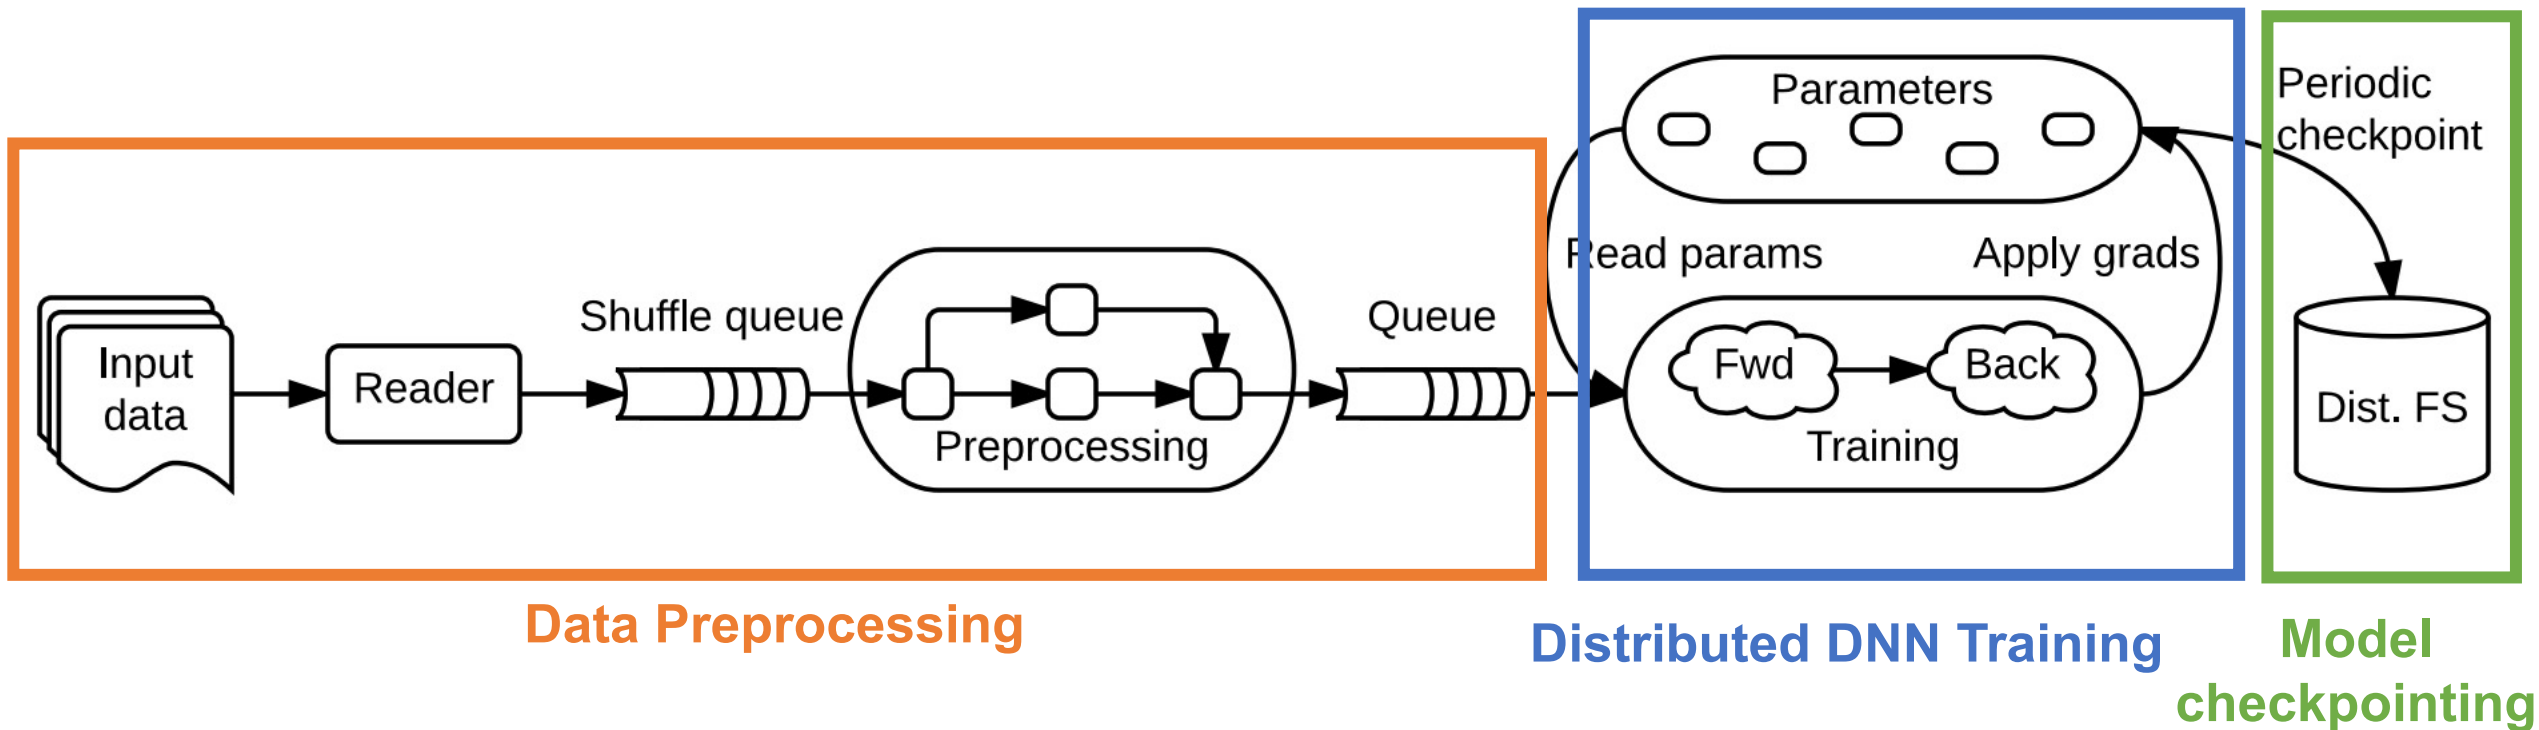 Input
data
Reader
Shuffle queue
Preprocessing
Queue
Parameters
Read params
Apply grads
Fwd
Back
Training
Periodic
checkpoint
Dist. FS
Data Preprocessing
Distributed DNN Training
Model
checkpointing